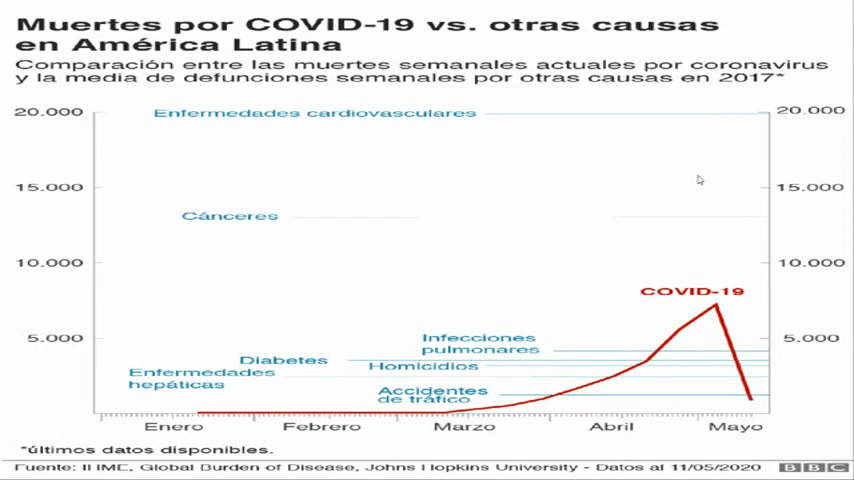 Muertes por COVID-19 vs. otras causas
en América Latina
Comparación entre las muertes semanales actuales por coronavirus
y la media de defunciones semanales por otras causas en 2017*
20.000
Enfermedades cardiovasculares
20.000
15.000
15.000
Cánceres
10.000
10.000
COVID-19
5.000
Infecciones
pulmonares
5.000
Diabetes
Homicidios
Enfermedades
hepáticas
Accidentes
de tráfico
Enero Febrero Marzo Abril Mayo
*últimos datos disponibles.
Fuente: IHME, Global Burden of Disease, Johns Hopkins University - Datos al 11/05/2020
BBC